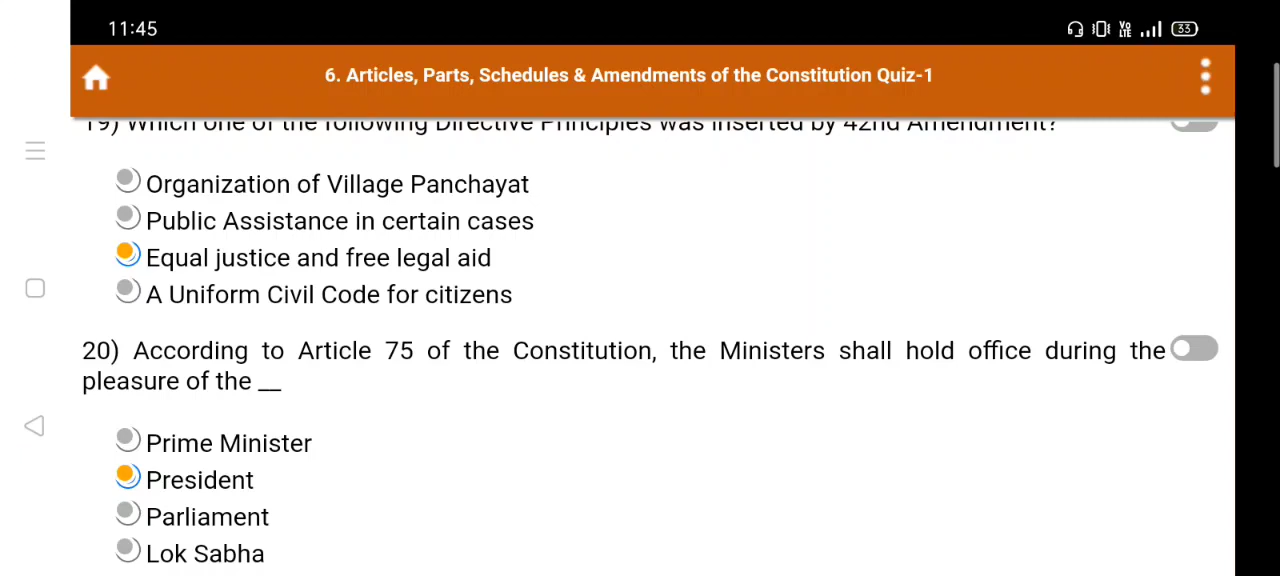 11:45
VO
LTE
33
6. Articles, Parts, Schedules & Amendments of the Constitution Quiz-1
19) Which one of the following Directive Principles was inserted by 42nd Amendment?
Organization of Village Panchayat
Public Assistance in certain cases
Equal justice and free legal aid
A Uniform Civil Code for citizens
20) According to Article 75 of the Constitution, the Ministers shall hold office during the
pleasure of the __
Prime Minister
President
Parliament
Lok Sabha